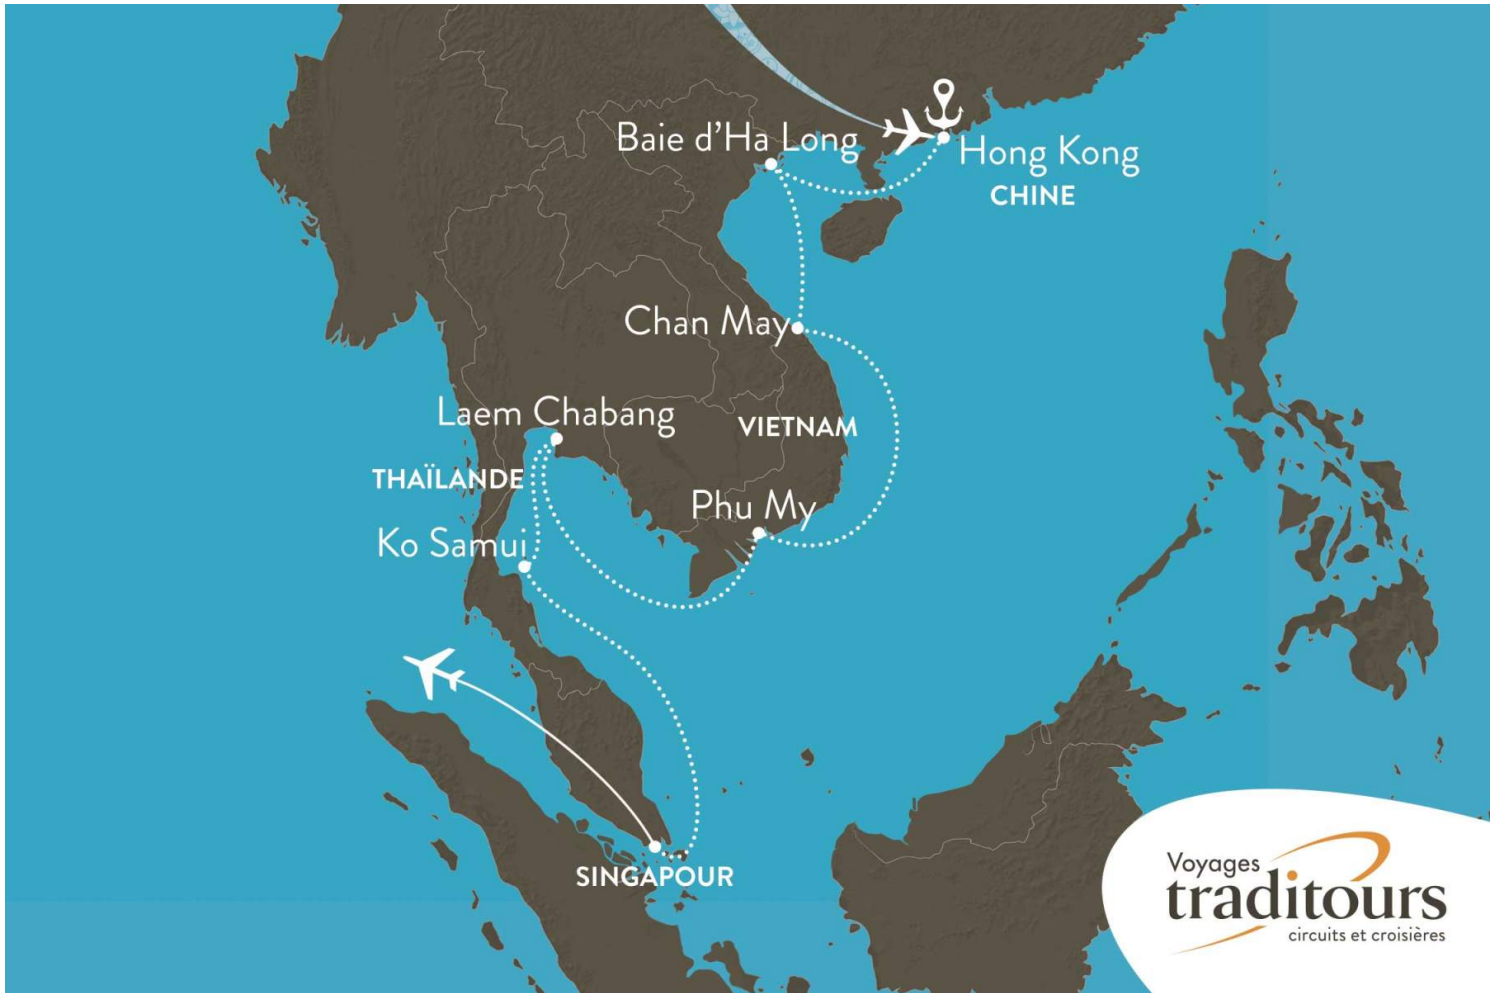 Baie d'Ha Long
Hong Kong
CHINE
Chan May
Laem Chabang
VIETNAM
THAÏLANDE
Phu My
Ko Samui
SINGAPOUR
Voyages
traditours
circuits et croisières